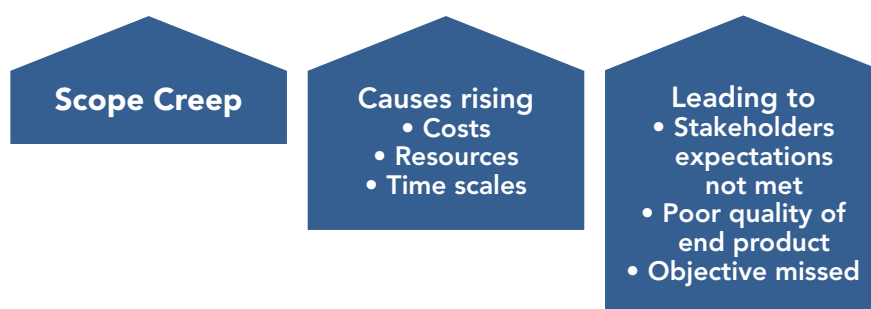 Scope Creep
Causes rising
• Costs
• Resources
• Time scales
Leading to
• Stakeholders
expectations
not met
• Poor quality of
end product
• Objective missed